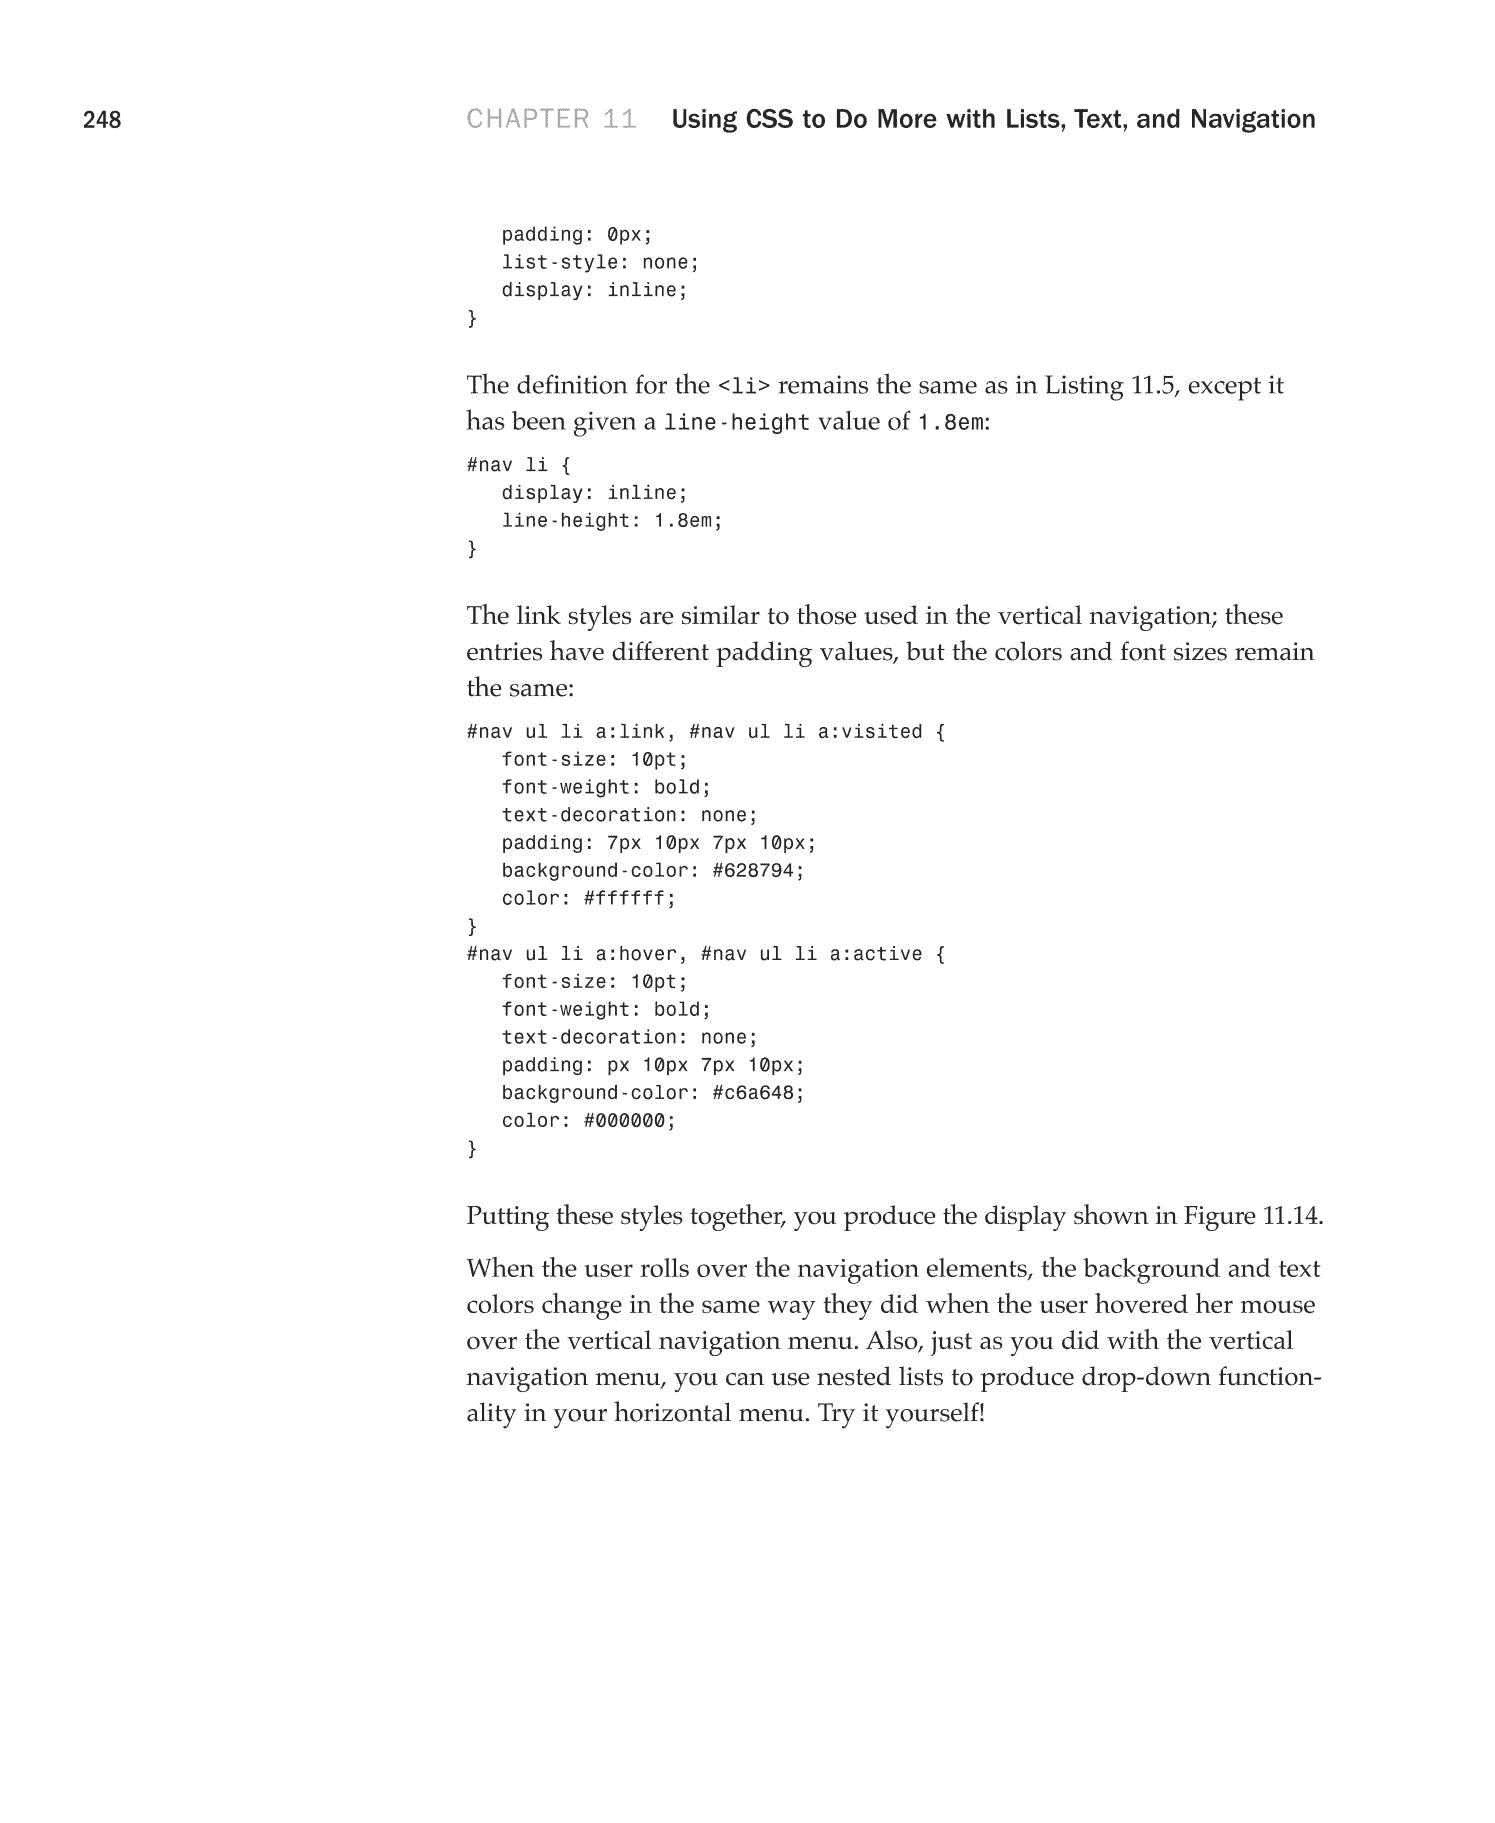 248
CHAPTER 11 Using CSS to Do More with Lists, Text, and Navigation
padding: 0px;
list-style: none;
display: inline;
}
The definition for the <li> remains the same as in Listing 11.5, except it
has been given a line-height value of 1.8em:
#nav li {
display: inline;
line-height: 1.8em;
}
The link styles are similar to those used in the vertical navigation; these
entries have different padding values, but the colors and font sizes remain
the same:
#nav ul li a:link, #nav ul li a:visited {
font-size: 10pt;
font-weight: bold;
text-decoration: none;
padding: 7px 10px 7px 10px;
background-color: #628794;
color: #ffffff;
}
#nav ul li a:hover, #nav ul li a:active {
font-size: 10pt;
font-weight: bold;
text-decoration: none;
padding: px 10px 7px 10px;
background-color: #c6a648;
color: #000000;
}
Putting these styles together, you produce the display shown in Figure 11.14.
When the user rolls over the navigation elements, the background and text
colors change in the same way they did when the user hovered her mouse
over the vertical navigation menu. Also, just as you did with the vertical
navigation menu, you can use nested lists to produce drop-down function-
ality in your horizontal menu. Try it yourself!